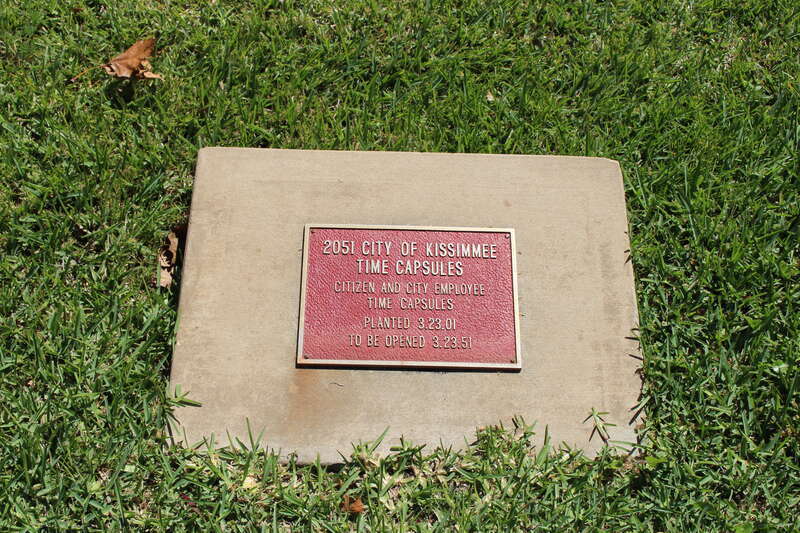 2051 CITY OF KISSIMMEE
TIME CAPSULES
CITIZEN AND CITY EMPLOYEE
TIME CAPSULES
PLANTED 3.23.01
TO BE OPENED 3.23.51